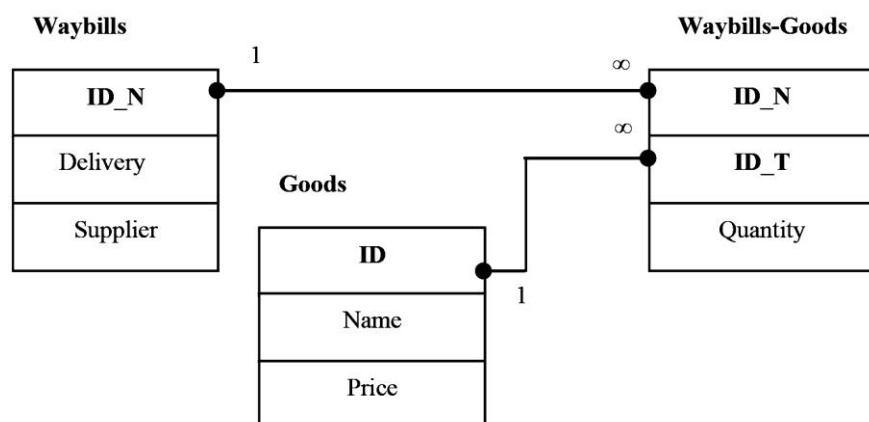 Waybills
ID_N
Delivery
Supplier
1
∞
Goods
ID
Name
Price
1
Waybills-Goods
ID_N
∞
ID_T
Quantity